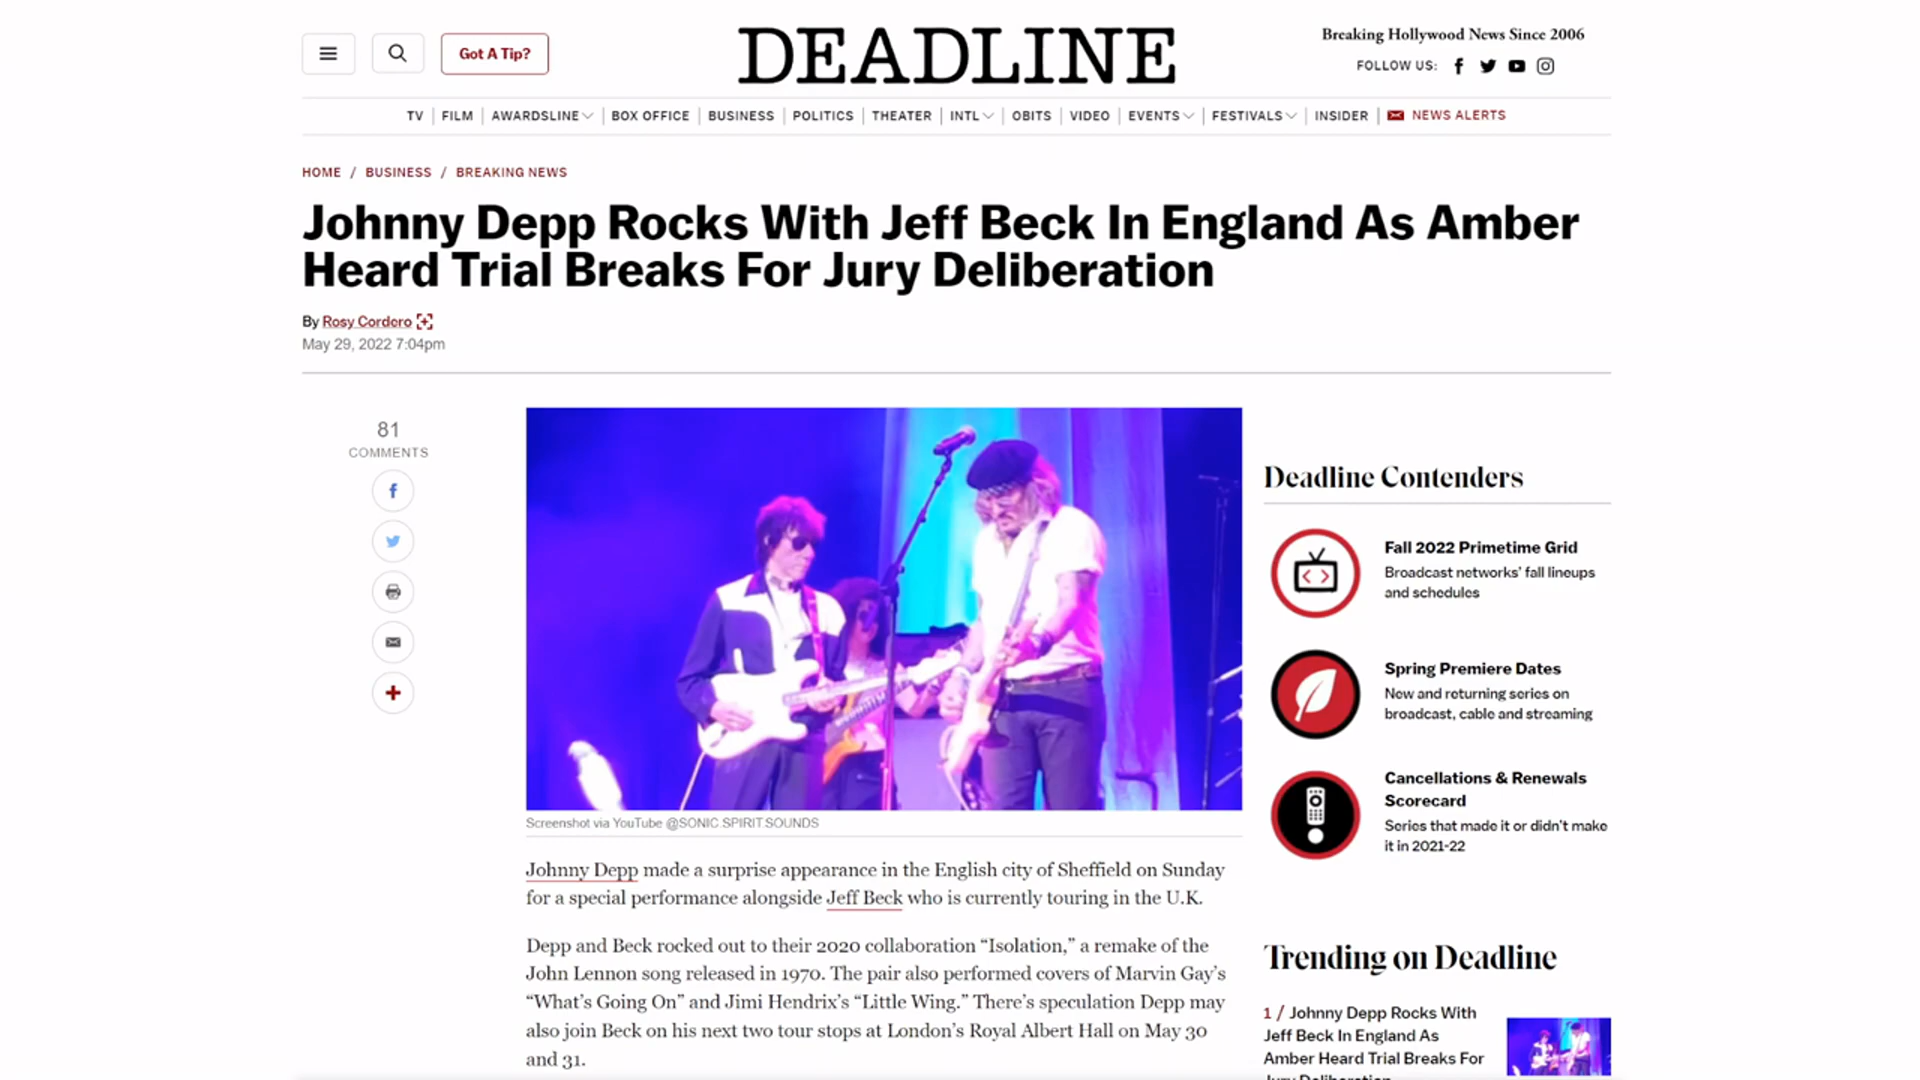 Got A Tip?
DEADLINE
Breaking Hollywood News Since 2006
FOLLOW US:
TV | FILM | AWARDSLINE | BOX OFFICE | BUSINESS | POLITICS | THEATER | INTL | OBITS | VIDEO | EVENTS | FESTIVALS | INSIDER | NEWS ALERTS
HOME / BUSINESS / BREAKING NEWS
Johnny Depp Rocks With Jeff Beck In England As Amber
Heard Trial Breaks For Jury Deliberation
By Rosy Cordero
May 29, 2022 7:04pm
81
COMMENTS
Screenshot via YouTube @SONIC.SPIRIT.SOUNDS
Johnny Depp made a surprise appearance in the English city of Sheffield on Sunday
for a special performance alongside Jeff Beck who is currently touring in the U.K.
Depp and Beck rocked out to their 2020 collaboration “Isolation,” a remake of the
John Lennon song released in 1970. The pair also performed covers of Marvin Gay’s
“What’s Going On” and Jimi Hendrix’s “Little Wing.” There’s speculation Depp may
also join Beck on his next two tour stops at London’s Royal Albert Hall on May 30
and 31.
Deadline Contenders
Fall 2022 Primetime Grid
Broadcast networks’ fall lineups
and schedules
Spring Premiere Dates
New and returning series on
broadcast, cable and streaming
Cancellations & Renewals
Scorecard
Series that made it or didn’t make
it in 2021-22
Trending on Deadline
1 / Johnny Depp Rocks With
Jeff Beck In England As
Amber Heard Trial Breaks For
Jury Deliberation